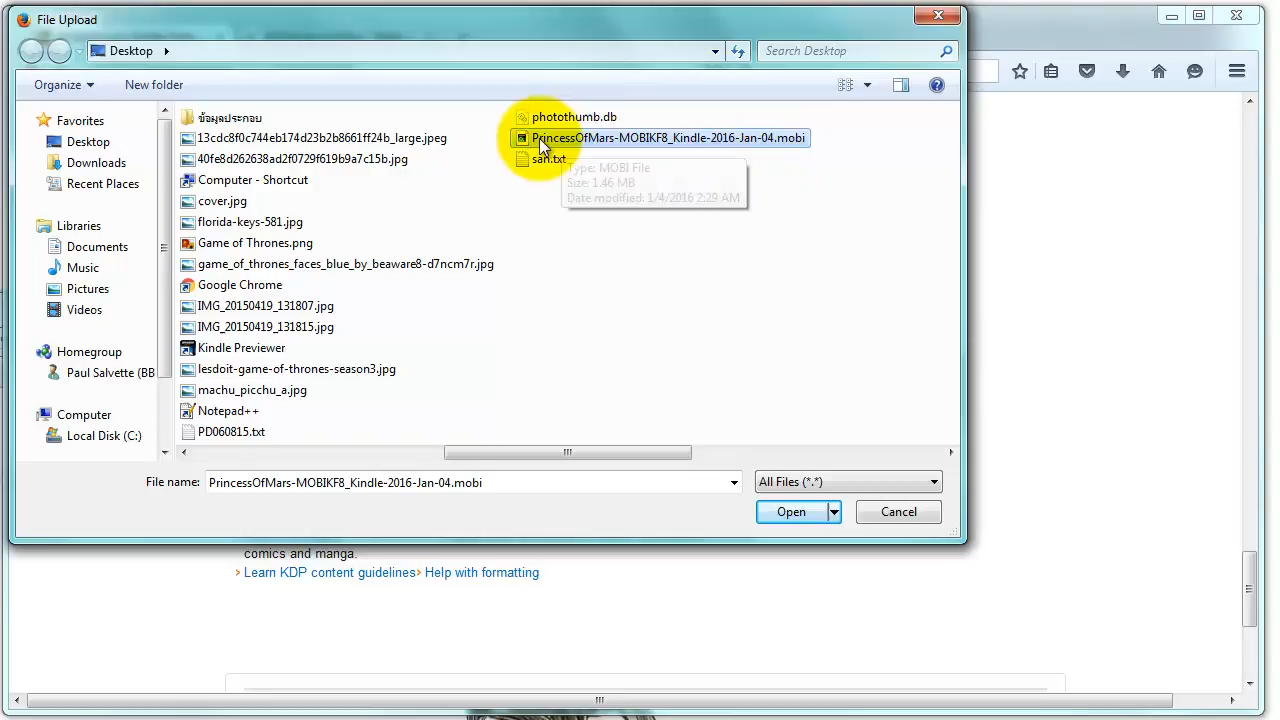 File Upload
Desktop
Search Desktop
Organize
New folder
Favorites
Desktop
Downloads
Recent Places
Libraries
Documents
Music
Pictures
Videos
Homegroup
Paul Salvette (BB
Computer
Local Disk (C:)
ข้อมูลประกอบ
13cdc8f0c744eb174d23b2b8661ff24b_large.jpeg
40fe8d262638ad2f0729f619b9a7c15b.jpg
Computer - Shortcut
cover.jpg
florida-keys-581.jpg
Game of Thrones.png
game_of_thrones_faces_blue_by_beaware8-d7ncm7r.jpg
Google Chrome
IMG_20150419_131807.jpg
IMG_20150419_131815.jpg
Kindle Previewer
lesdoit-game-of-thrones-season3.jpg
machu_picchu_a.jpg
Notepad++
PD060815.txt
photothumb.db
PrincessOfMars-MOBIKF8_Kindle-2016-Jan-04.mobi
san.txt
Type: MOBI File
Size: 1.46 MB
Date modified: 1/4/2016 2:29 AM
File name: PrincessOfMars-MOBIKF8_Kindle-2016-Jan-04.mobi
All Files (*.*)
Open
Cancel
comics and manga.
› Learn KDP content guidelines › Help with formatting